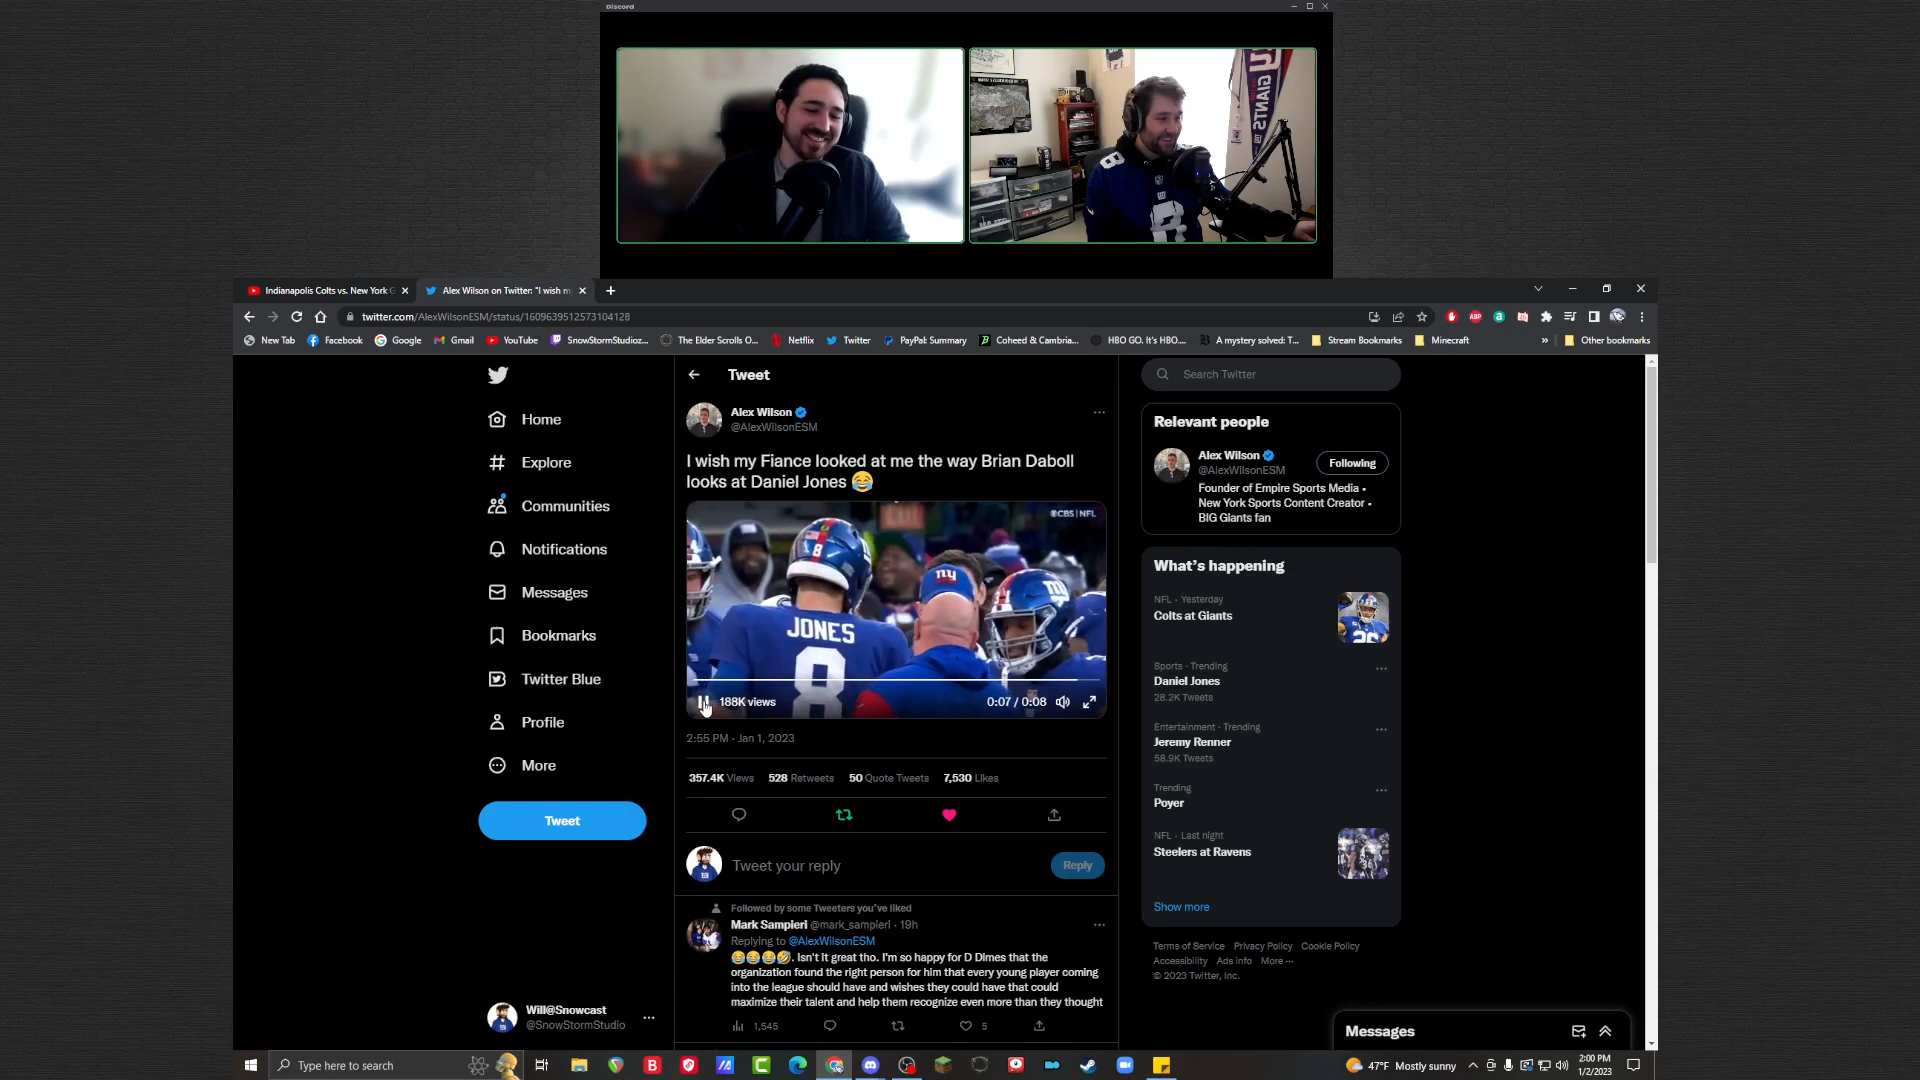 Discord
GIANTS
8
Indianapolis Colts vs. New York G
Alex Wilson on Twitter: "I wish m
twitter.com/AlexWilsonESM/status/1609639512573104128
New Tab
Facebook
Google
Gmail
YouTube
SnowStormStudioz...
The Elder Scrolls O...
Netflix
Twitter
PayPak Summary
Coheed & Cambria...
HBO GO. It's HBO....
A mystery solved: T...
Stream Bookmarks
Minecraft
»
Other bookmarks
Home
Explore
Communities
Notifications
Messages
Bookmarks
Twitter Blue
Profile
More
Tweet
Will@Snowcast
@SnowStormStudio
Tweet
Alex Wilson
@AlexWilsonESM
I wish my Fiance looked at me the way Brian Daboll
looks at Daniel Jones 😂
CBS | NFL
8
ny
JONES
8
188K views
0:07 / 0:08
2:55 PM · Jan 1, 2023
357.4K Views 528 Retweets 50 Quote Tweets 7,530 Likes
Tweet your reply
Reply
Followed by some Tweeters you've liked
Mark Sampieri @mark_sampieri · 19h
Replying to @AlexWilsonESM
😂😂😂🤣. Isn't it great tho. I'm so happy for D Dimes that the
organization found the right person for him that every young player coming
into the league should have and wishes they could have that could
maximize their talent and help them recognize even more than they thought
1,545
5
Search Twitter
Relevant people
Alex Wilson
@AlexWilsonESM
Following
Founder of Empire Sports Media •
New York Sports Content Creator •
BIG Giants fan
What's happening
NFL · Yesterday
Colts at Giants
26
Sports · Trending
Daniel Jones
28.2K Tweets
Entertainment · Trending
Jeremy Renner
58.9K Tweets
Trending
Poyer
NFL · Last night
Steelers at Ravens
Show more
Terms of Service Privacy Policy Cookie Policy
Accessibility Ads info More ···
© 2023 Twitter, Inc.
Messages
Type here to search
47°F Mostly sunny
2:00 PM
1/2/2023